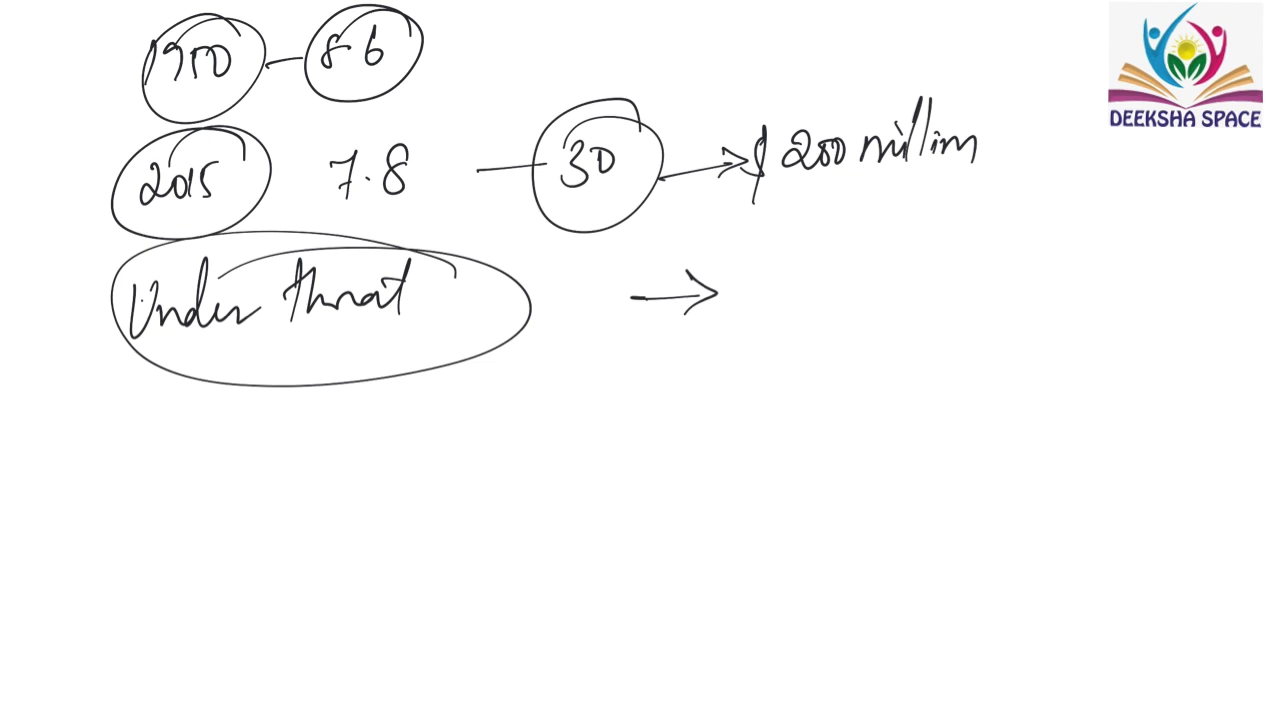 1950 - 86
2015 7.8 - 30 → $ 200 million
Under threat →
DEEKSHA SPACE